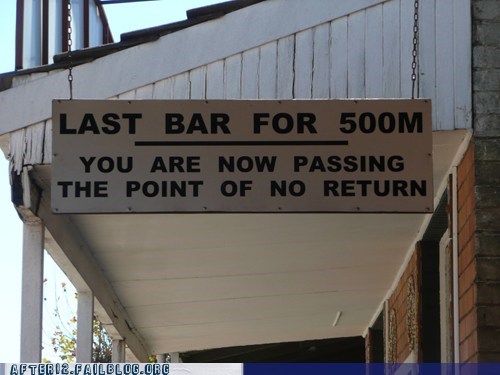 LAST BAR FOR 500M
YOU ARE NOW PASSING
THE POINT OF NO RETURN
AFTER12.FAILBLOG.ORG